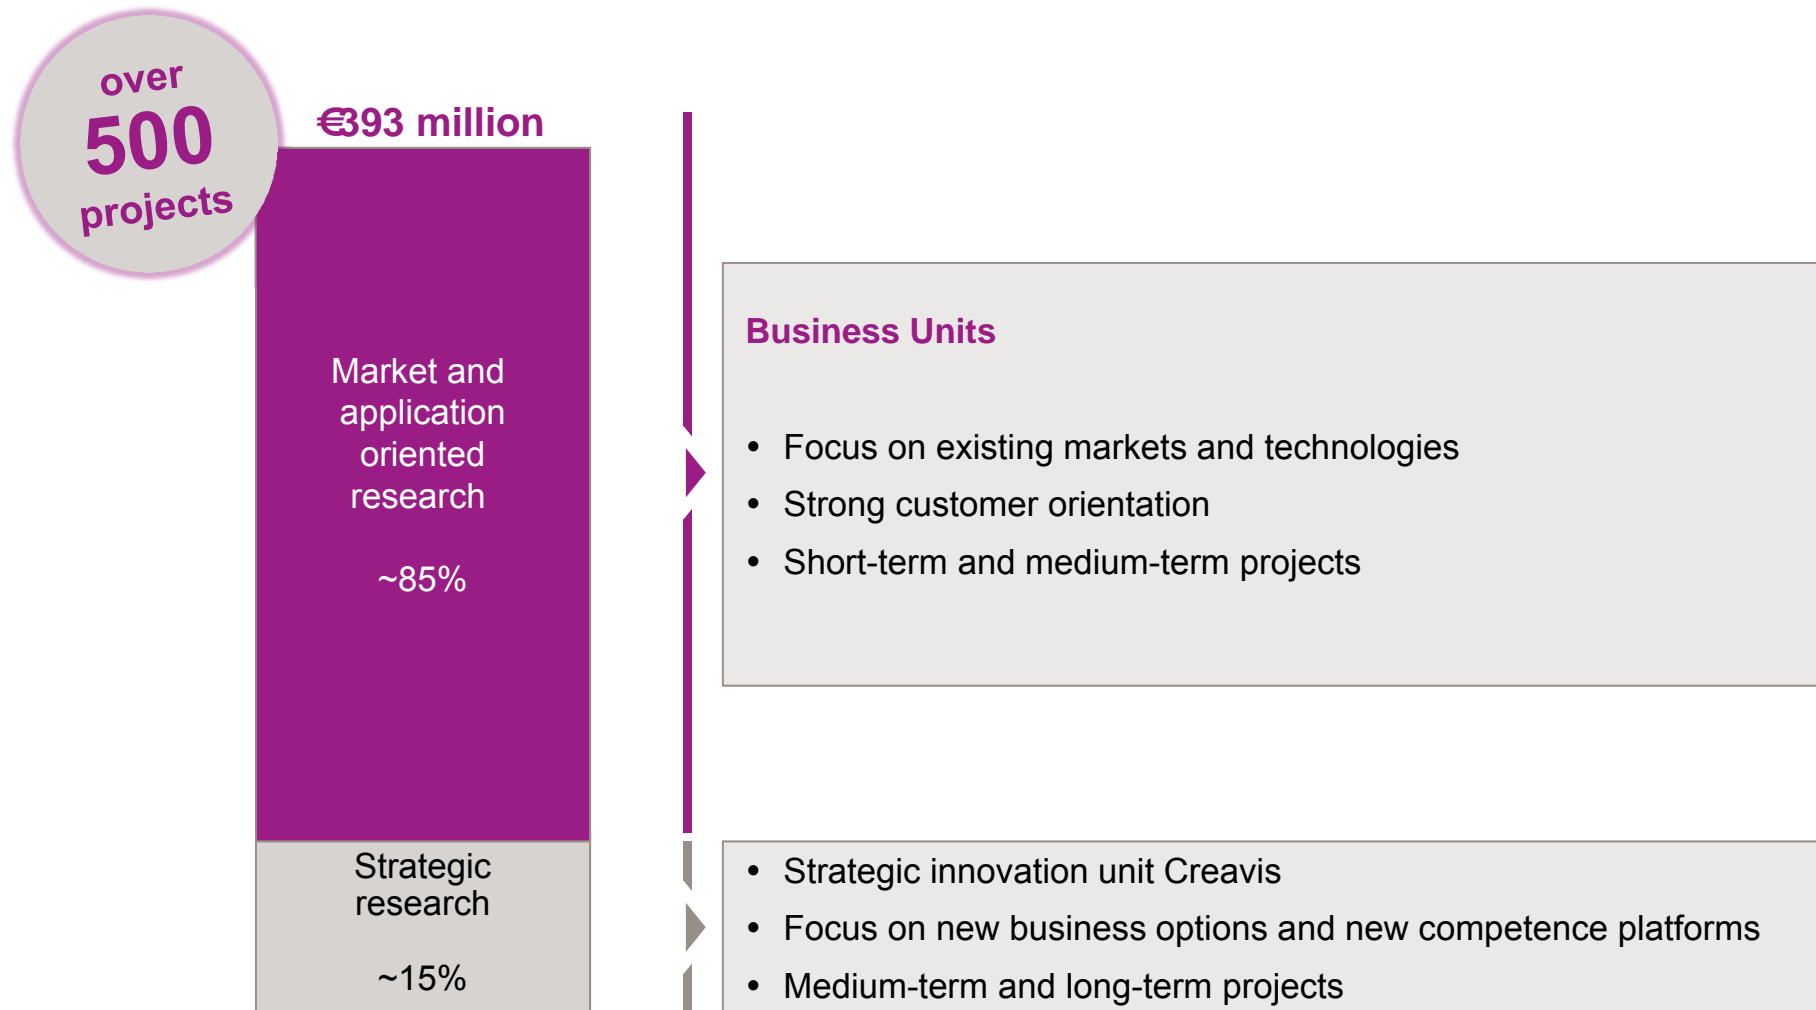 over
500
projects
€393 million
Market and
application
oriented
research
~85%
Business Units
• Focus on existing markets and technologies
• Strong customer orientation
• Short-term and medium-term projects
Strategic
research
~15%
• Strategic innovation unit Creavis
• Focus on new business options and new competence platforms
• Medium-term and long-term projects